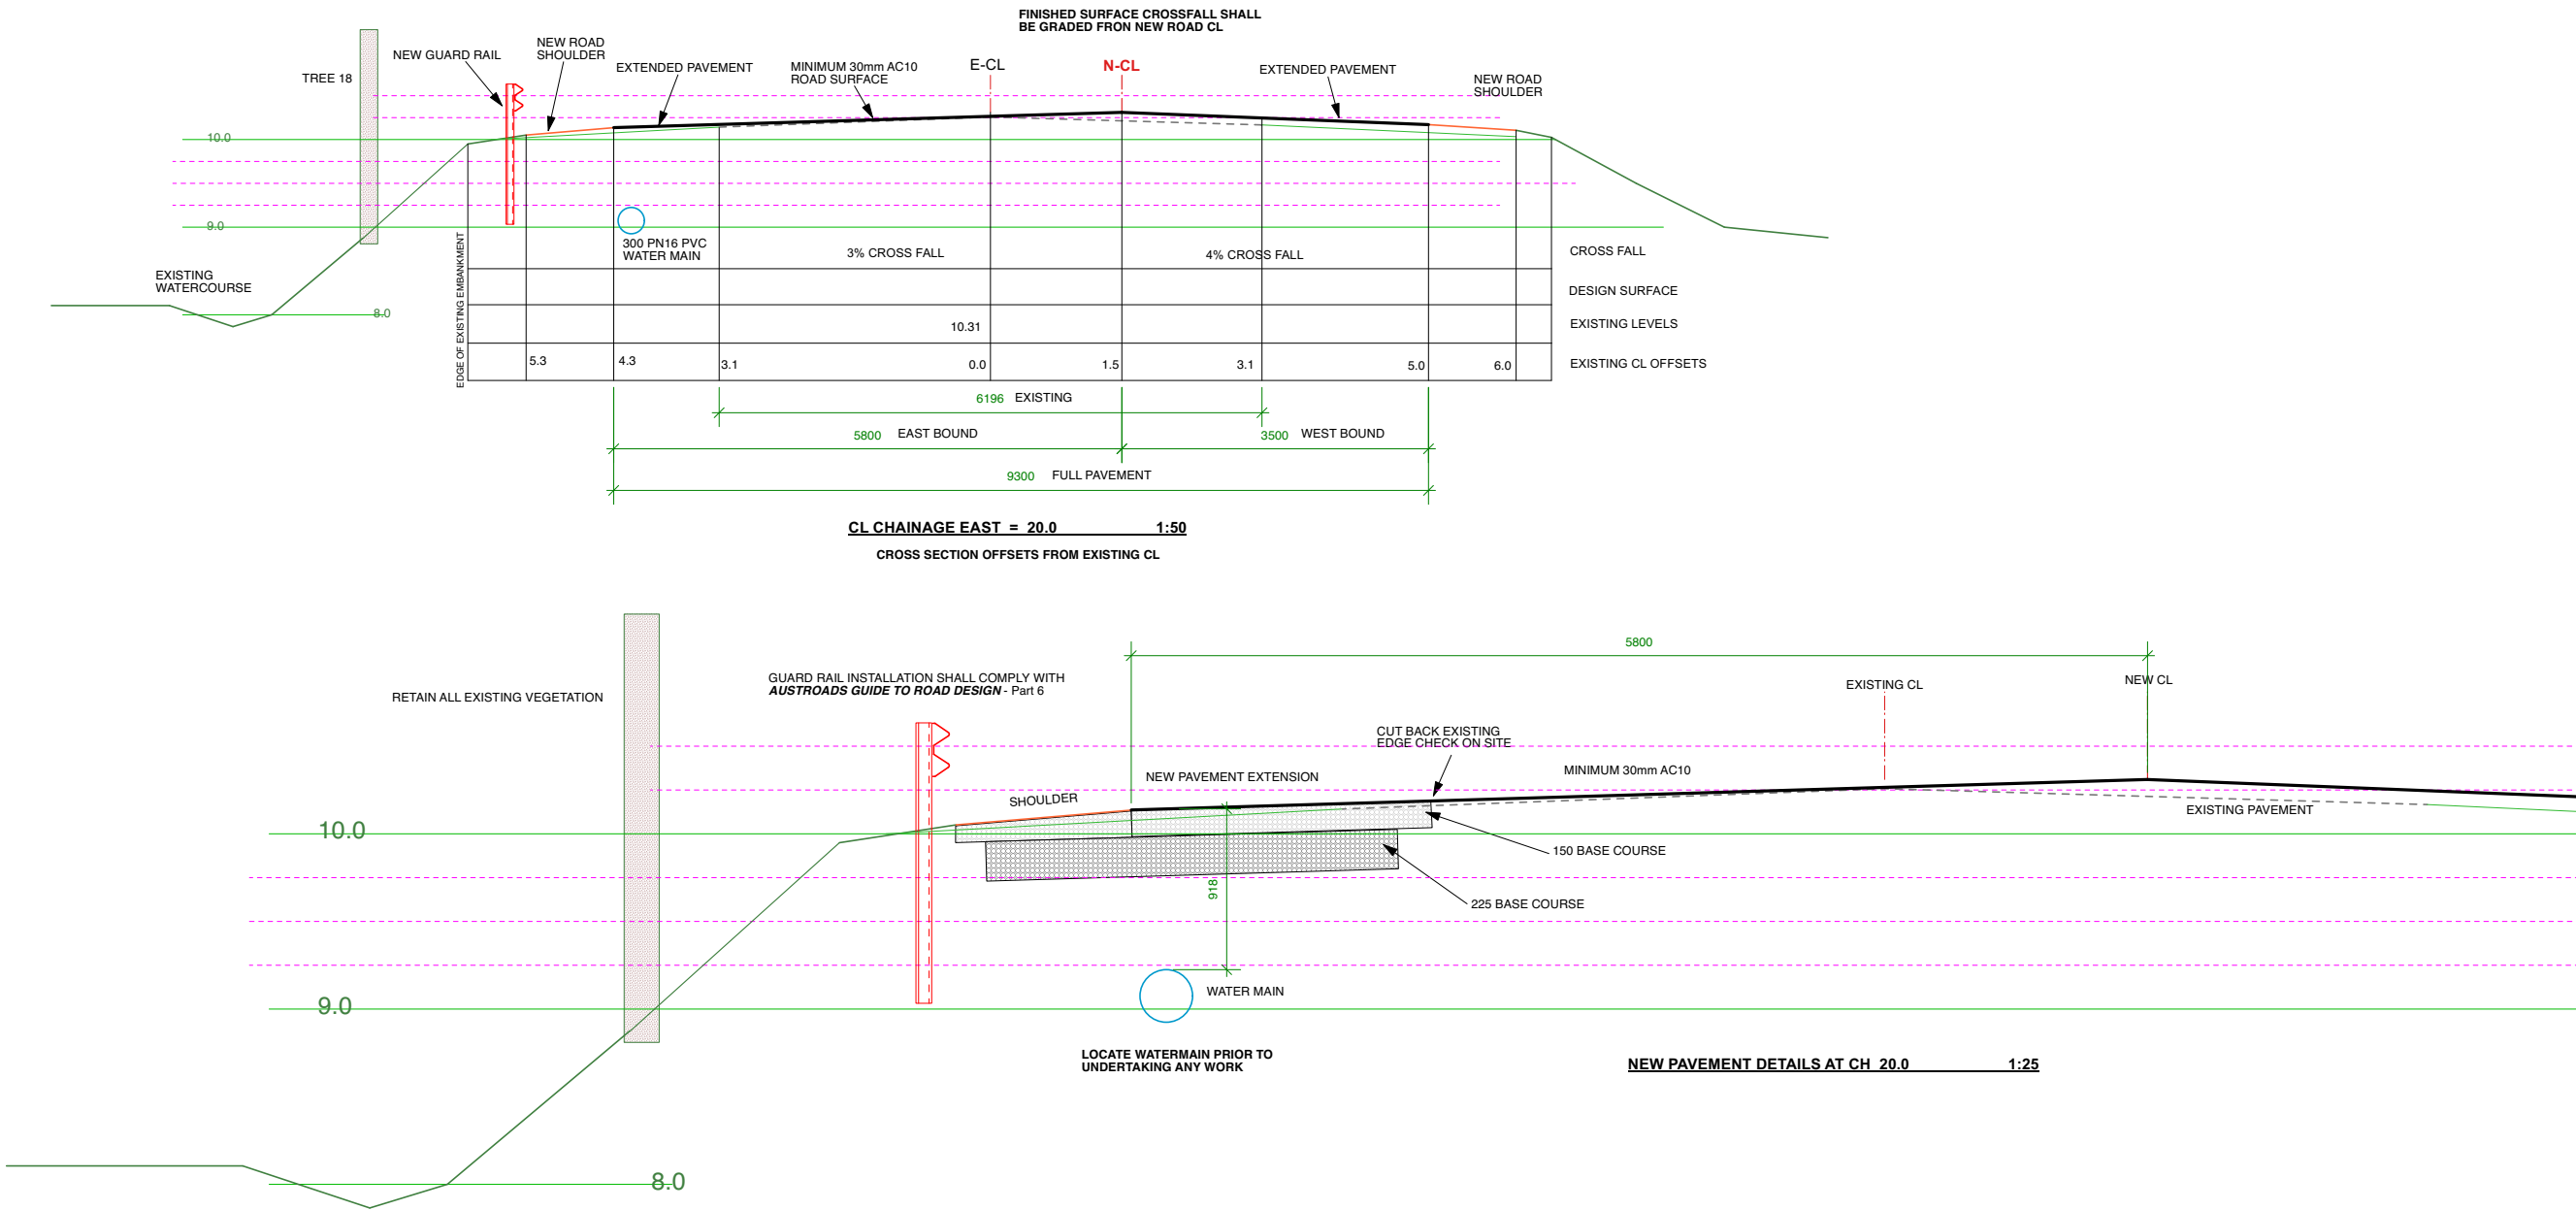 FINISHED SURFACE CROSSFALL SHALL
BE GRADED FRON NEW ROAD CL
NEW GUARD RAIL
NEW ROAD
SHOULDER
TREE 18
EXTENDED PAVEMENT
MINIMUM 30mm AC10
ROAD SURFACE
E-CL
N-CL
EXTENDED PAVEMENT
NEW ROAD
SHOULDER
10.0
9.0
8.0
EXISTING
WATERCOURSE
EDGE OF EXISTING EMBANKMENT
300 PN16 PVC
WATER MAIN
3% CROSS FALL
4% CROSS FALL
CROSS FALL
DESIGN SURFACE
10.31
EXISTING LEVELS
5.3
4.3
3.1
0.0
1.5
3.1
5.0
6.0
EXISTING CL OFFSETS
6196 EXISTING
5800 EAST BOUND
3500 WEST BOUND
9300 FULL PAVEMENT
CL CHAINAGE EAST = 20.0 1:50
CROSS SECTION OFFSETS FROM EXISTING CL
5800
RETAIN ALL EXISTING VEGETATION
GUARD RAIL INSTALLATION SHALL COMPLY WITH
AUSTROADS GUIDE TO ROAD DESIGN - Part 6
EXISTING CL
NEW CL
CUT BACK EXISTING
EDGE CHECK ON SITE
NEW PAVEMENT EXTENSION
MINIMUM 30mm AC10
SHOULDER
EXISTING PAVEMENT
10.0
150 BASE COURSE
918
225 BASE COURSE
WATER MAIN
9.0
LOCATE WATERMAIN PRIOR TO
UNDERTAKING ANY WORK
NEW PAVEMENT DETAILS AT CH 20.0 1:25
8.0